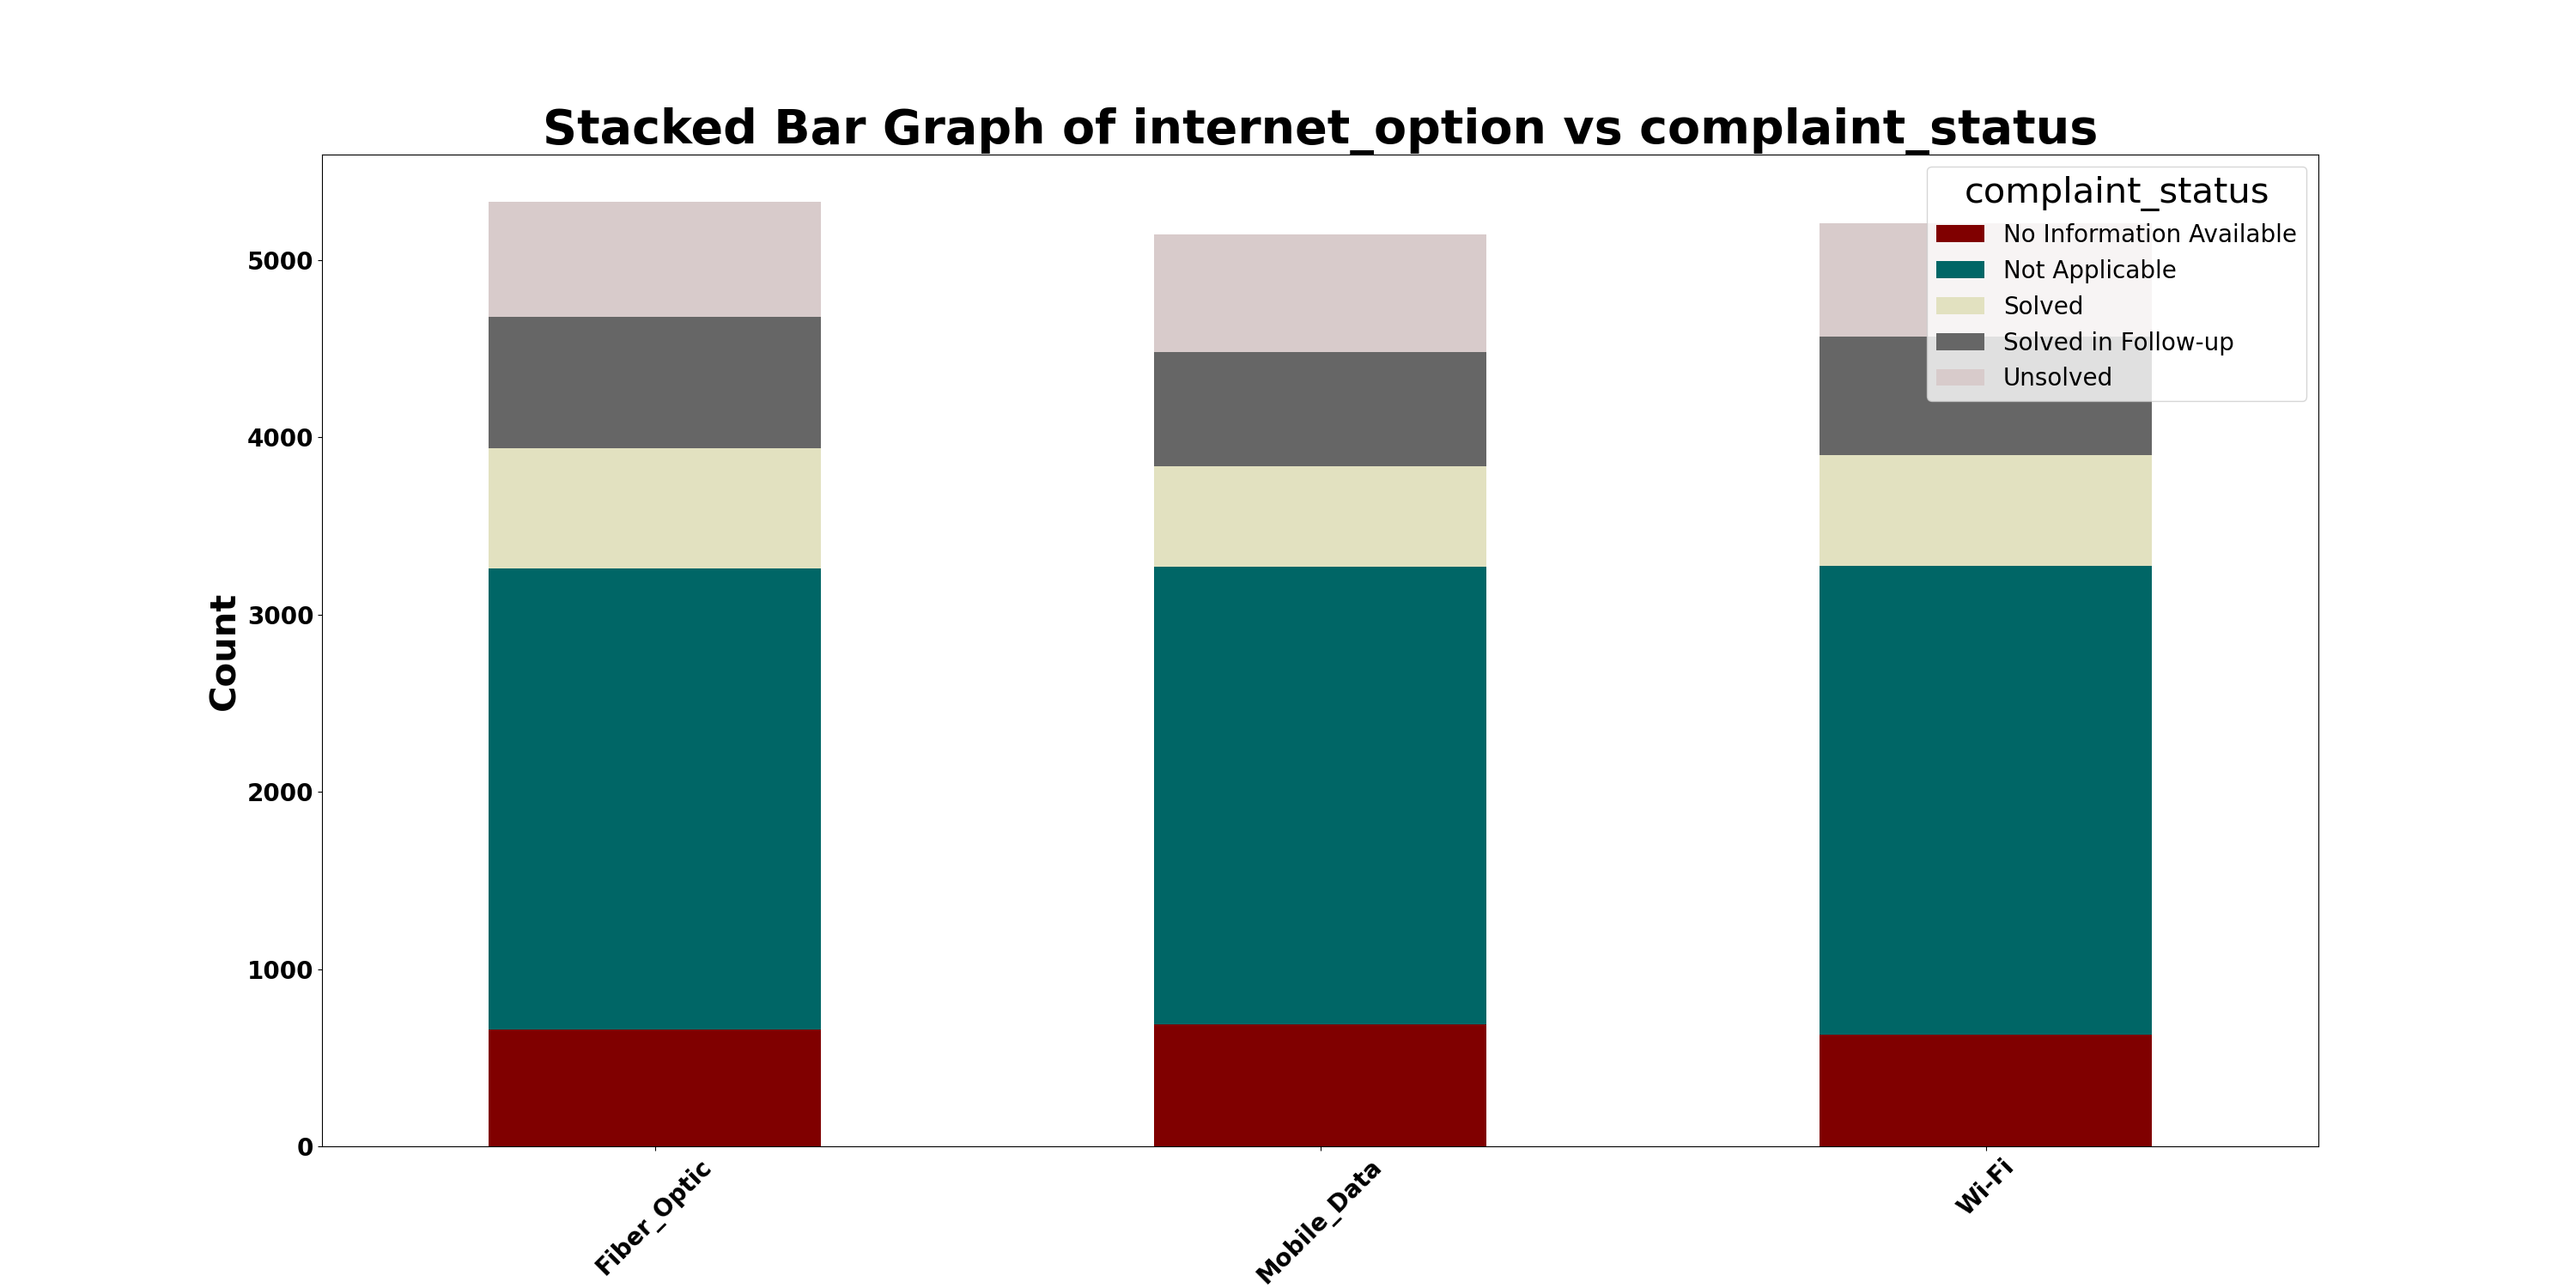 Stacked Bar Graph of internet_option vs complaint_status
complaint_status
No Information Available
Not Applicable
Solved
Solved in Follow-up
Unsolved
Count
5000
4000
3000
2000
1000
0
Fiber_Optic
Mobile_Data
Wi-Fi